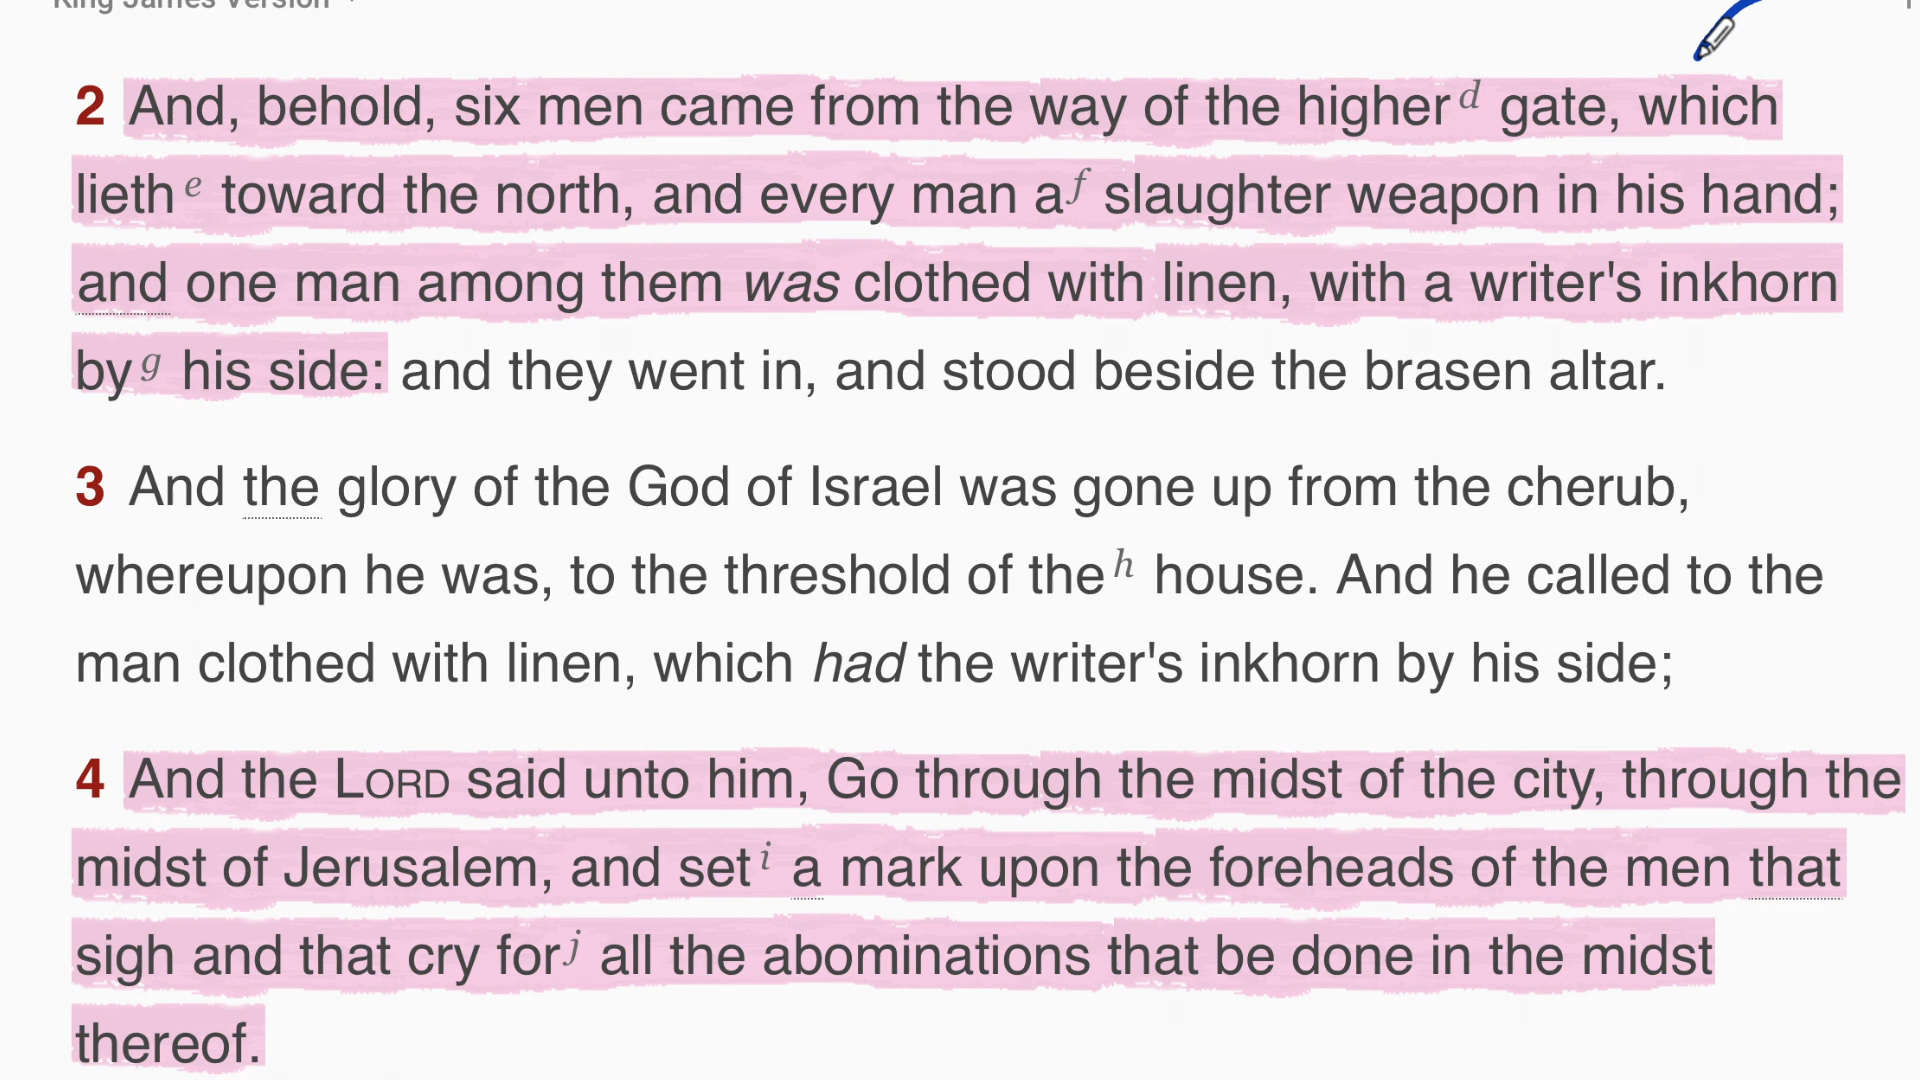 King James Version
2 And, behold, six men came from the way of the higher d gate, which
lieth e toward the north, and every man a f slaughter weapon in his hand;
and one man among them was clothed with linen, with a writer's inkhorn
by g his side: and they went in, and stood beside the brasen altar.
3 And the glory of the God of Israel was gone up from the cherub,
whereupon he was, to the threshold of the h house. And he called to the
man clothed with linen, which had the writer's inkhorn by his side;
4 And the LORD said unto him, Go through the midst of the city, through the
midst of Jerusalem, and set i a mark upon the foreheads of the men that
sigh and that cry for j all the abominations that be done in the midst
thereof.